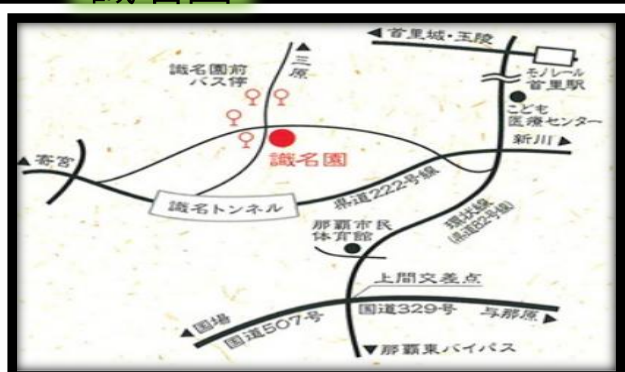 識名園
首里城・玉陵
三原
識名園前
バス停
モノレール
首里駅
こども
医療センター
新川
識名園
寄宮
県道222号線
識名トンネル
環状線
(県道82号線)
那覇市民
体育館
上間交差点
国場
国道507号
国道329号
与那原
那覇東バイパス